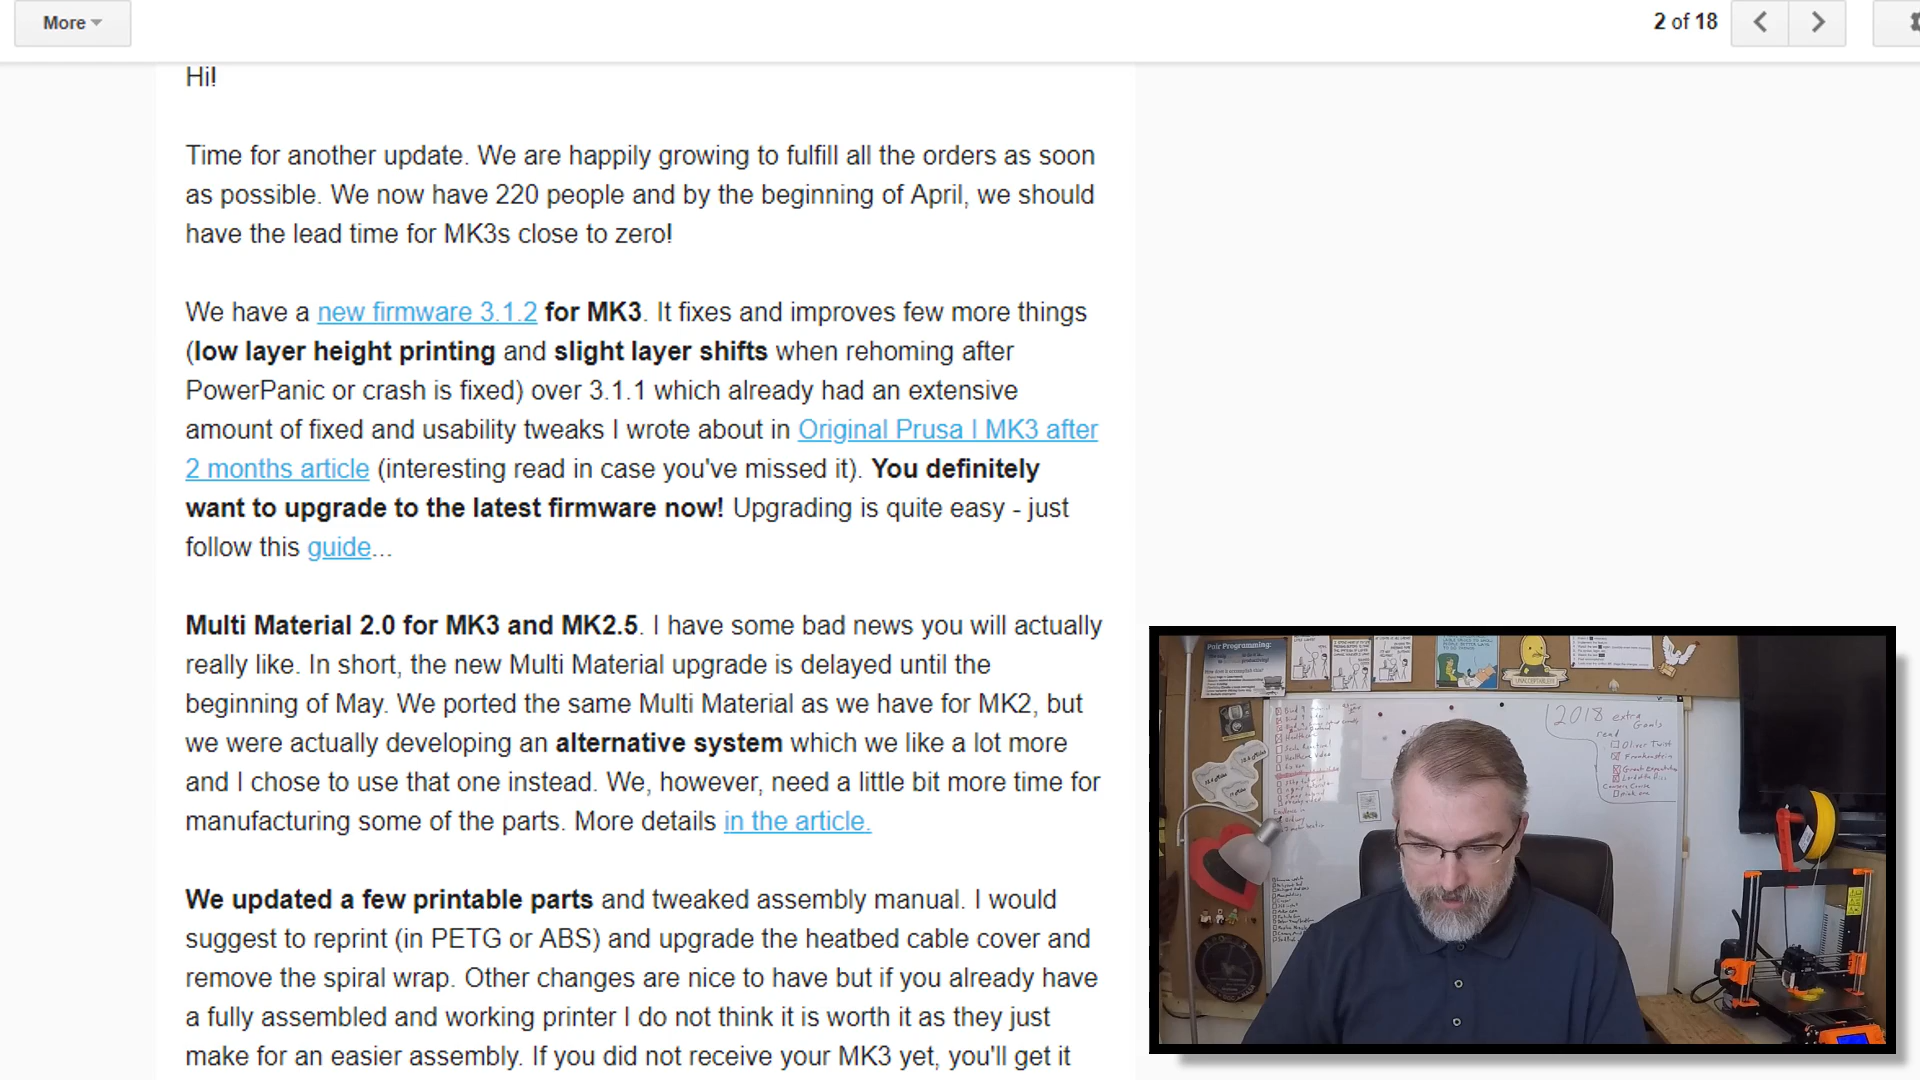 More
2 of 18
Hi!
Time for another update. We are happily growing to fulfill all the orders as soon
as possible. We now have 220 people and by the beginning of April, we should
have the lead time for MK3s close to zero!
We have a new firmware 3.1.2 for MK3. It fixes and improves few more things
(low layer height printing and slight layer shifts when rehoming after
PowerPanic or crash is fixed) over 3.1.1 which already had an extensive
amount of fixed and usability tweaks I wrote about in Original Prusa I MK3 after
2 months article (interesting read in case you've missed it). You definitely
want to upgrade to the latest firmware now! Upgrading is quite easy - just
follow this guide...
Multi Material 2.0 for MK3 and MK2.5. I have some bad news you will actually
really like. In short, the new Multi Material upgrade is delayed until the
beginning of May. We ported the same Multi Material as we have for MK2, but
we were actually developing an alternative system which we like a lot more
and I chose to use that one instead. We, however, need a little bit more time for
manufacturing some of the parts. More details in the article.
We updated a few printable parts and tweaked assembly manual. I would
suggest to reprint (in PETG or ABS) and upgrade the heatbed cable cover and
remove the spiral wrap. Other changes are nice to have but if you already have
a fully assembled and working printer I do not think it is worth it as they just
make for an easier assembly. If you did not receive your MK3 yet, you'll get it
Pair Programming:
UNACCEPTABLE!
2018 extra
Goals
read
Oliver Twist
Frankenstein
Great Expectations